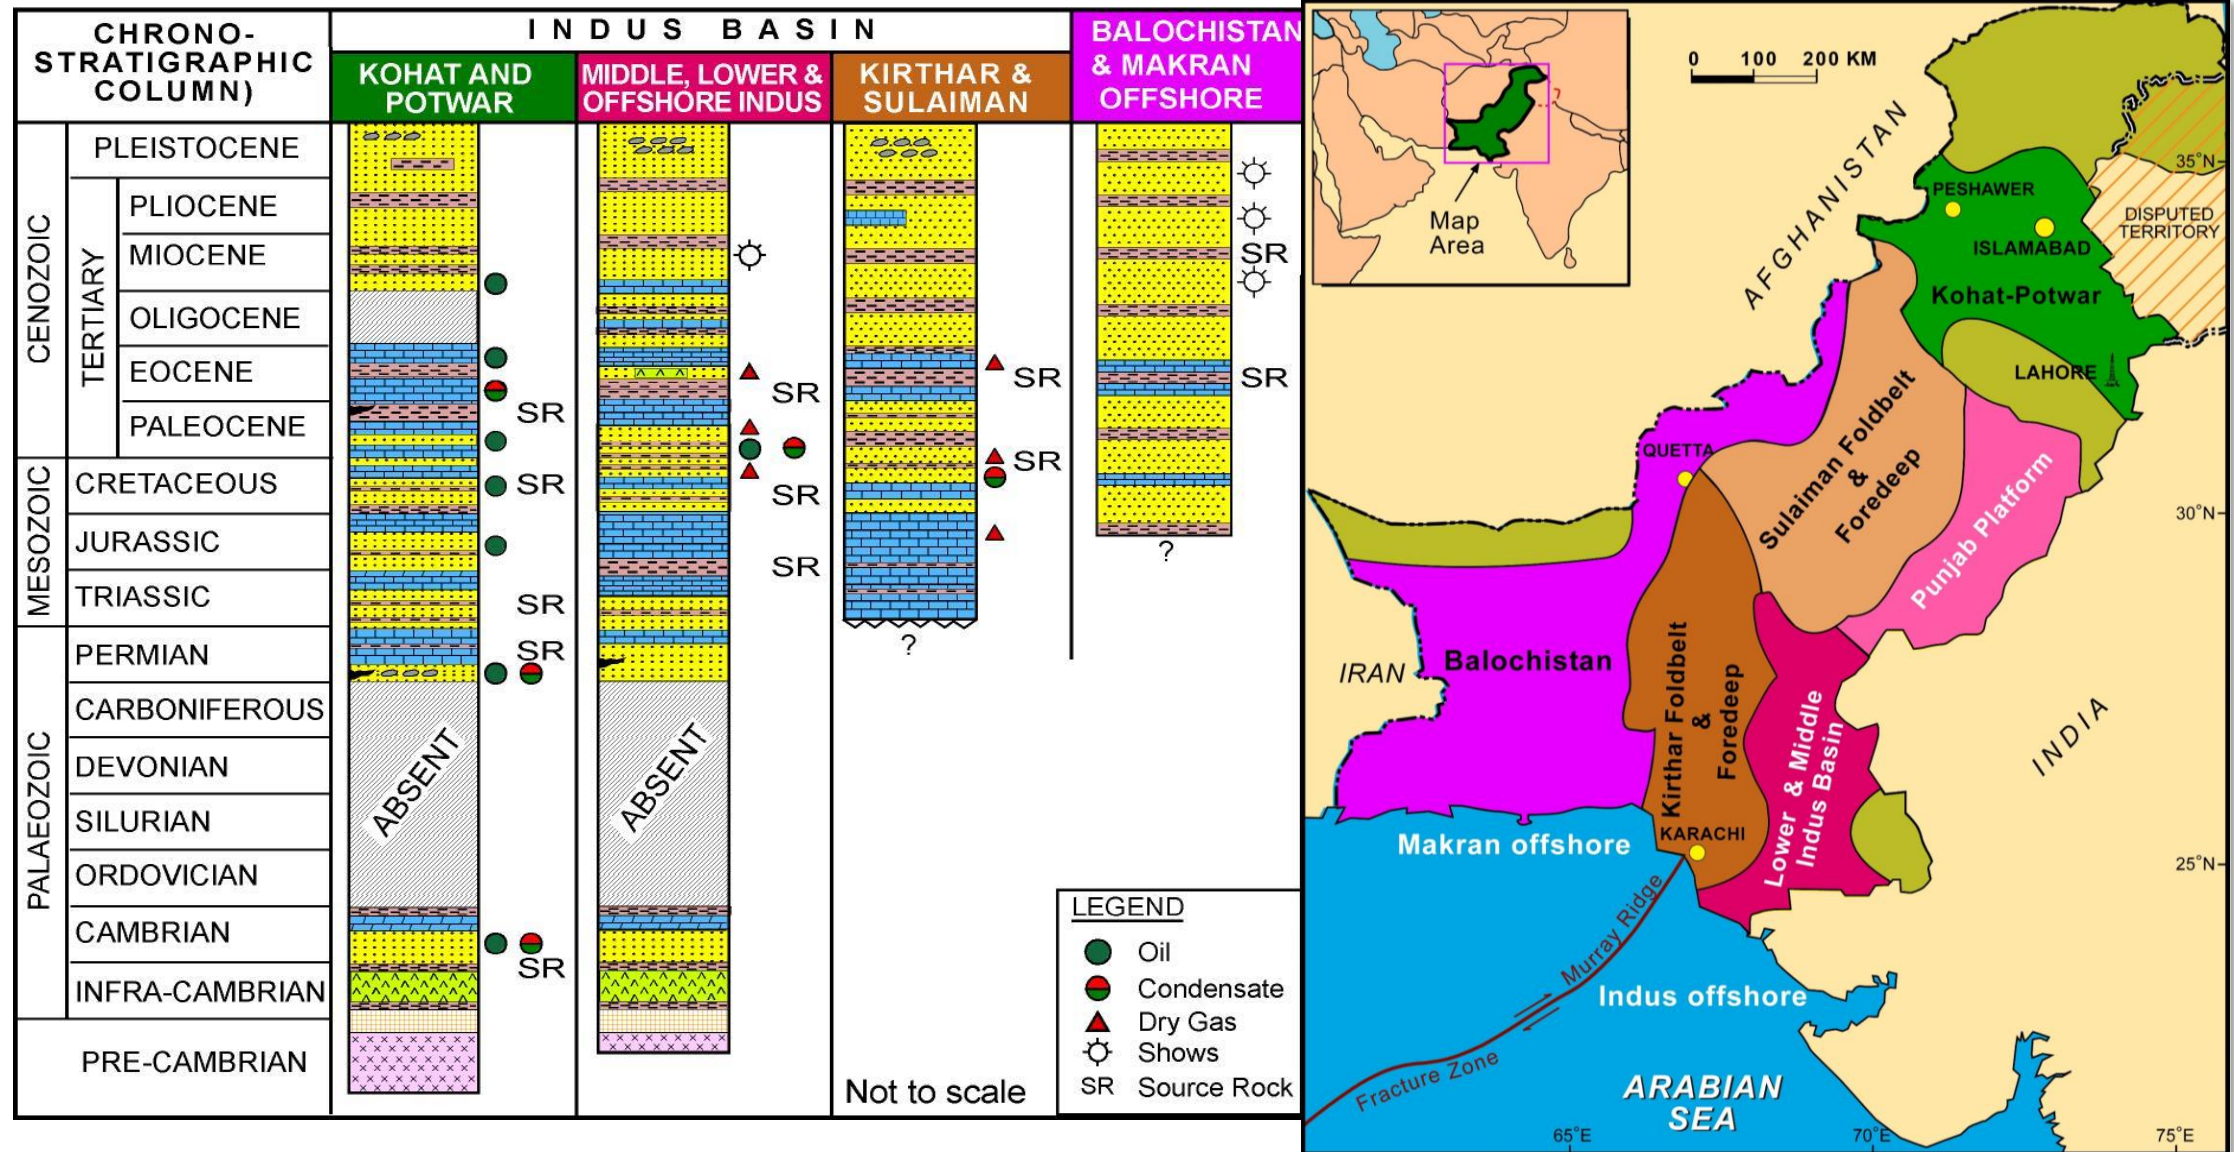 CHRONO-
STRATIGRAPHIC
COLUMN)
INDUS BASIN
KOHAT AND
POTWAR
MIDDLE, LOWER &
OFFSHORE INDUS
KIRTHAR &
SULAIMAN
BALOCHISTAN
& MAKRAN
OFFSHORE
CENOZOIC
TERTIARY
PLEISTOCENE
PLIOCENE
MIOCENE
OLIGOCENE
EOCENE
PALEOCENE
MESOZOIC
CRETACEOUS
JURASSIC
TRIASSIC
PALAEOZOIC
PERMIAN
CARBONIFEROUS
DEVONIAN
SILURIAN
ORDOVICIAN
CAMBRIAN
INFRA-CAMBRIAN
PRE-CAMBRIAN
SR
SR
SR
SR
SR
ABSENT
SR
SR
SR
ABSENT
SR
SR
?
SR
SR
?
Not to scale
LEGEND
Oil
Condensate
Dry Gas
Shows
SR Source Rock
Map
Area
0 100 200 KM
AFGHANISTAN
35°N
PESHAWER
ISLAMABAD
DISPUTED
TERRITORY
Kohat-Potwar
LAHORE
QUETTA
Sulaiman Foldbelt
&
Foredeep
Punjab Platform
30°N
IRAN
Balochistan
Kirthar Foldbelt
&
Foredeep
Lower & Middle
Indus Basin
INDIA
KARACHI
Makran offshore
25°N
Murray Ridge
Indus offshore
Fracture Zone
ARABIAN
SEA
65°E
70°E
75°E